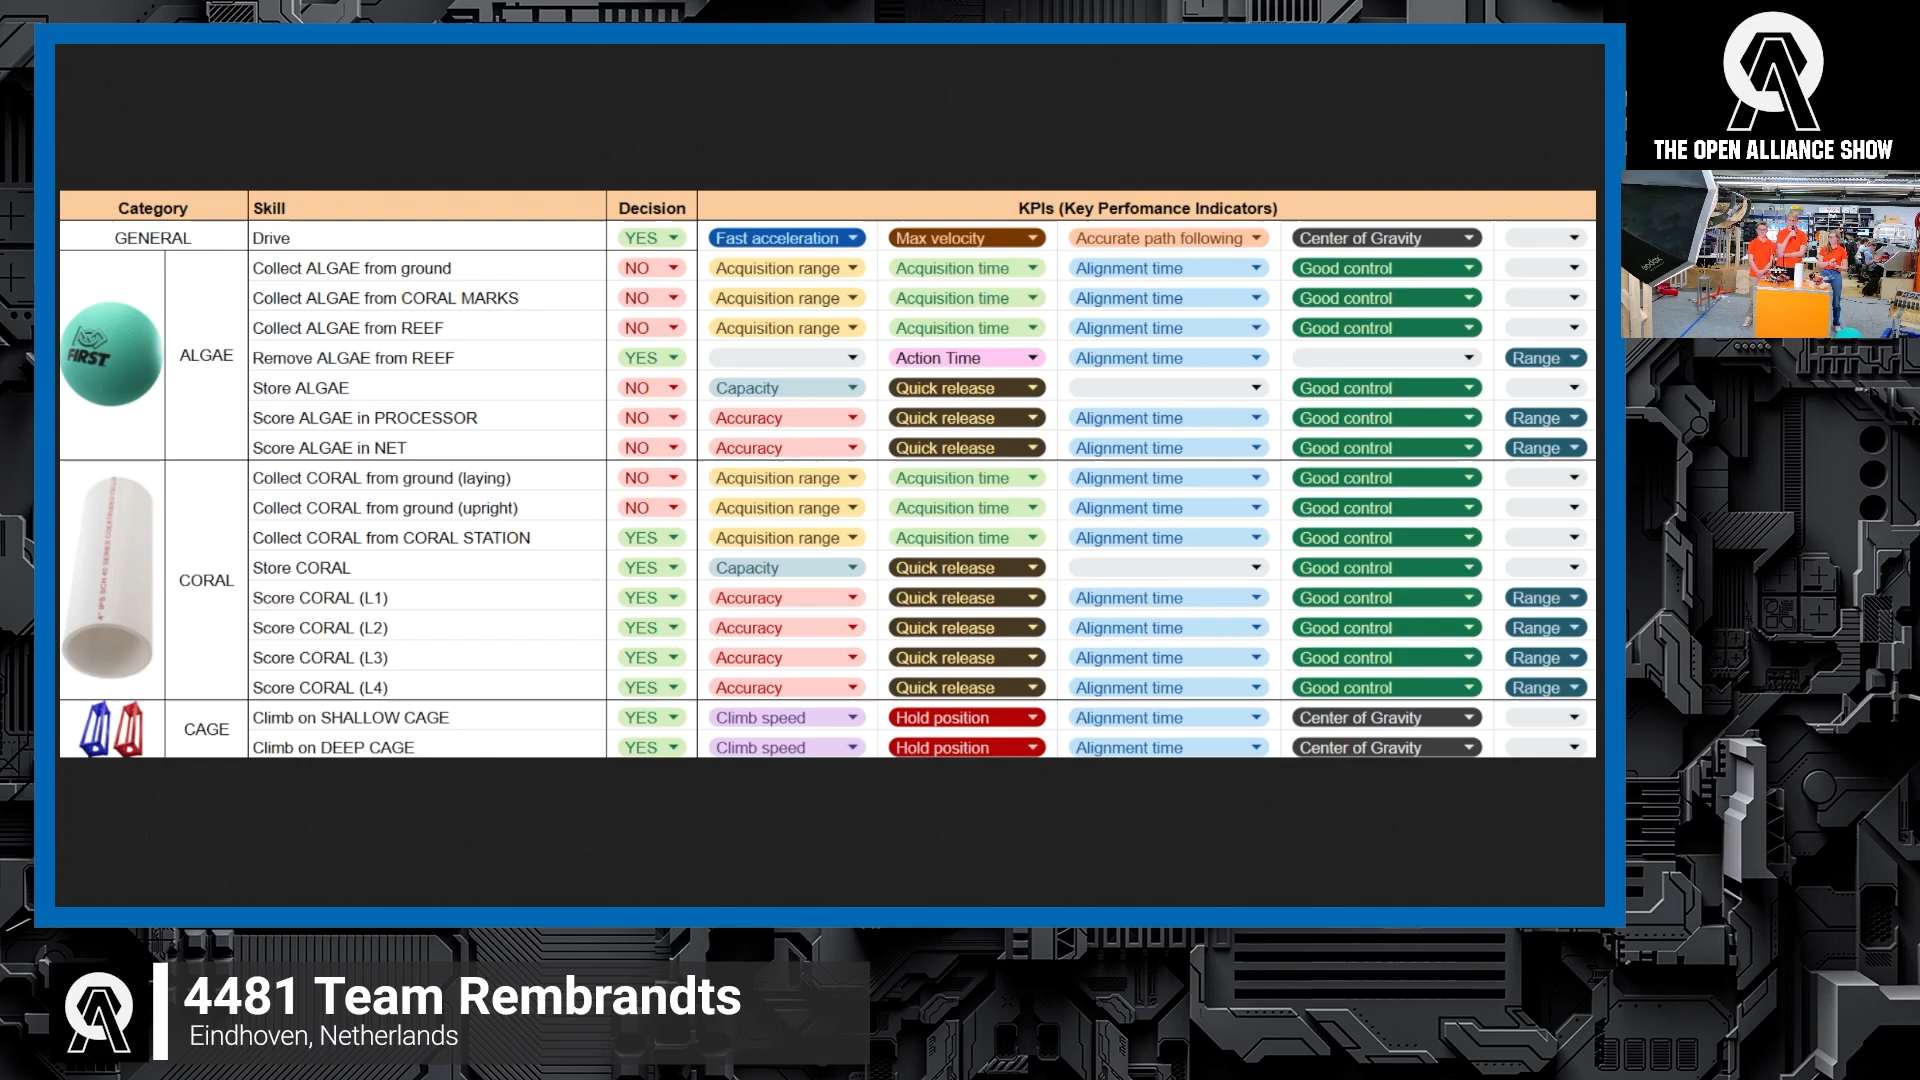 THE OPEN ALLIANCE SHOW
Category Skill Decision KPIs (Key Perfomance Indicators)
GENERAL Drive YES Fast acceleration Max velocity Accurate path following Center of Gravity
Collect ALGAE from ground NO Acquisition range Acquisition time Alignment time Good control
Collect ALGAE from CORAL MARKS NO Acquisition range Acquisition time Alignment time Good control
Collect ALGAE from REEF NO Acquisition range Acquisition time Alignment time Good control
FIRST ALGAE Remove ALGAE from REEF YES Action Time Alignment time Range
Store ALGAE NO Capacity Quick release Good control
Score ALGAE in PROCESSOR NO Accuracy Quick release Alignment time Good control Range
Score ALGAE in NET NO Accuracy Quick release Alignment time Good control Range
Collect CORAL from ground (laying) NO Acquisition range Acquisition time Alignment time Good control
Collect CORAL from ground (upright) NO Acquisition range Acquisition time Alignment time Good control
Collect CORAL from CORAL STATION YES Acquisition range Acquisition time Alignment time Good control
CORAL Store CORAL YES Capacity Quick release Good control
Score CORAL (L1) YES Accuracy Quick release Alignment time Good control Range
Score CORAL (L2) YES Accuracy Quick release Alignment time Good control Range
Score CORAL (L3) YES Accuracy Quick release Alignment time Good control Range
Score CORAL (L4) YES Accuracy Quick release Alignment time Good control Range
CAGE Climb on SHALLOW CAGE YES Climb speed Hold position Alignment time Center of Gravity
Climb on DEEP CAGE YES Climb speed Hold position Alignment time Center of Gravity
4481 Team Rembrandts
Eindhoven, Netherlands